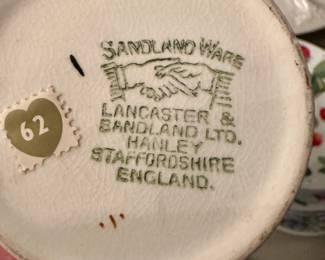 SANDLAND WARE
LANCASTER &
SANDLAND LTD.
HANLEY
STAFFORDSHIRE
ENGLAND.
62